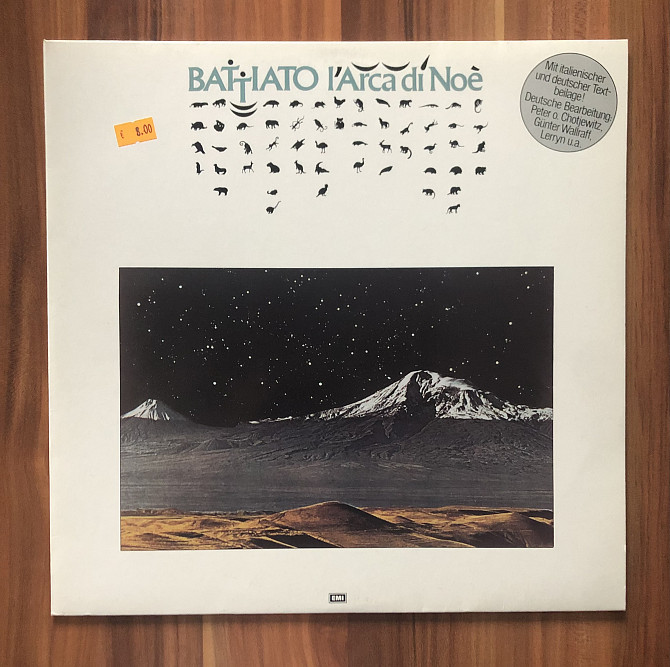 BATTIATO l'Arca di Noè
Mit italienischer
und deutscher Text-
beilage!
Deutsche Bearbeitung:
Peter o. Chotjewitz,
Günter Wallraff,
Lerryn u.a.
€ 8.00
EMI